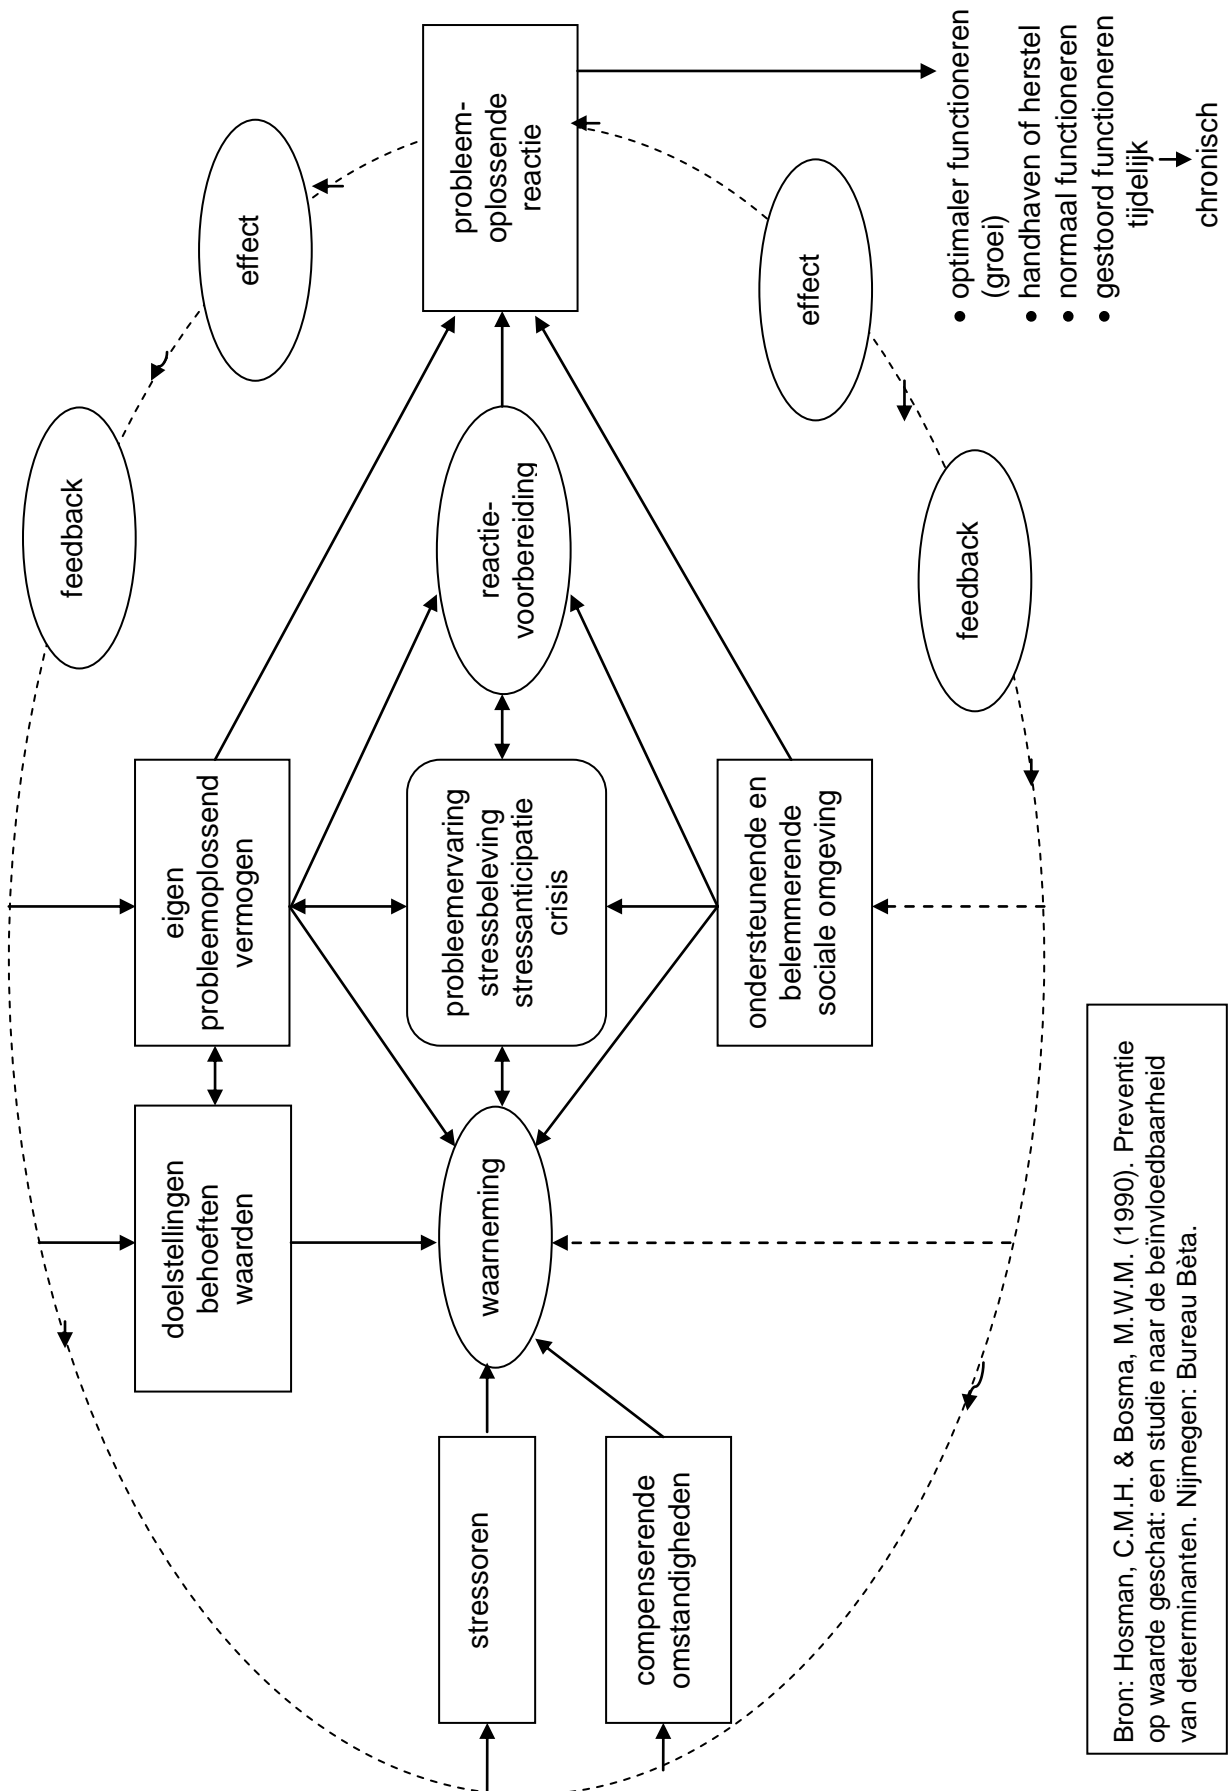 feedback
effect
doelstellingen
behoeften
waarden
eigen
probleemoplossend
vermogen
stressoren
compenserende
omstandigheden
waarneming
probleemervaring
stressbeleving
stressanticipatie
crisis
reactie-
voorbereiding
probleem-
oplossende
reactie
ondersteunende en
belemmerende
sociale omgeving
feedback
effect
• optimaler functioneren
(groei)
• handhaven of herstel
• normaal functioneren
• gestoord functioneren
tijdelijk
chronisch
Bron: Hosman, C.M.H. & Bosma, M.W.M. (1990). Preventie
op waarde geschat: een studie naar de beïnvloedbaarheid
van determinanten. Nijmegen: Bureau Bèta.